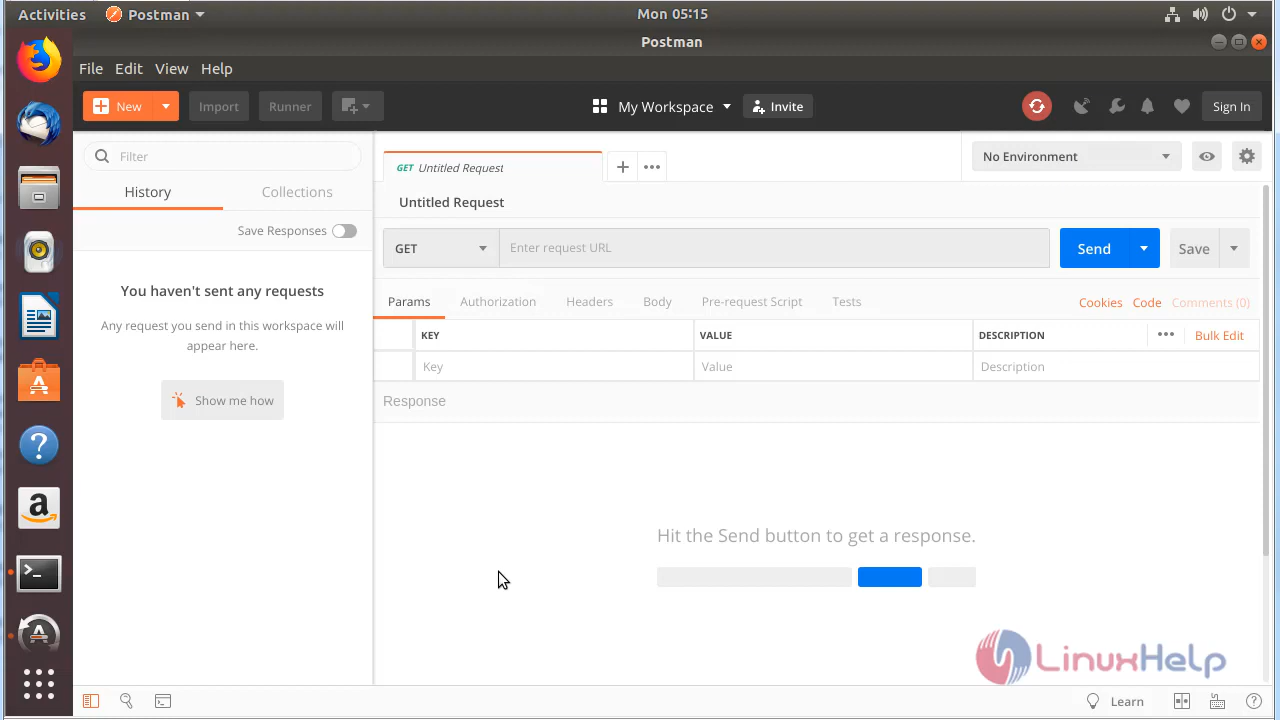 Activities Postman Mon 05:15
Postman
File Edit View Help
New Import Runner My Workspace Invite Sign In
Filter
History Collections
Save Responses
You haven't sent any requests
Any request you send in this workspace will
appear here.
Show me how
GET Untitled Request No Environment
Untitled Request
GET Enter request URL Send Save
Params Authorization Headers Body Pre-request Script Tests Cookies Code Comments (0)
KEY VALUE DESCRIPTION Bulk Edit
Key Value Description
Response
Hit the Send button to get a response.
LinuxHelp
Learn